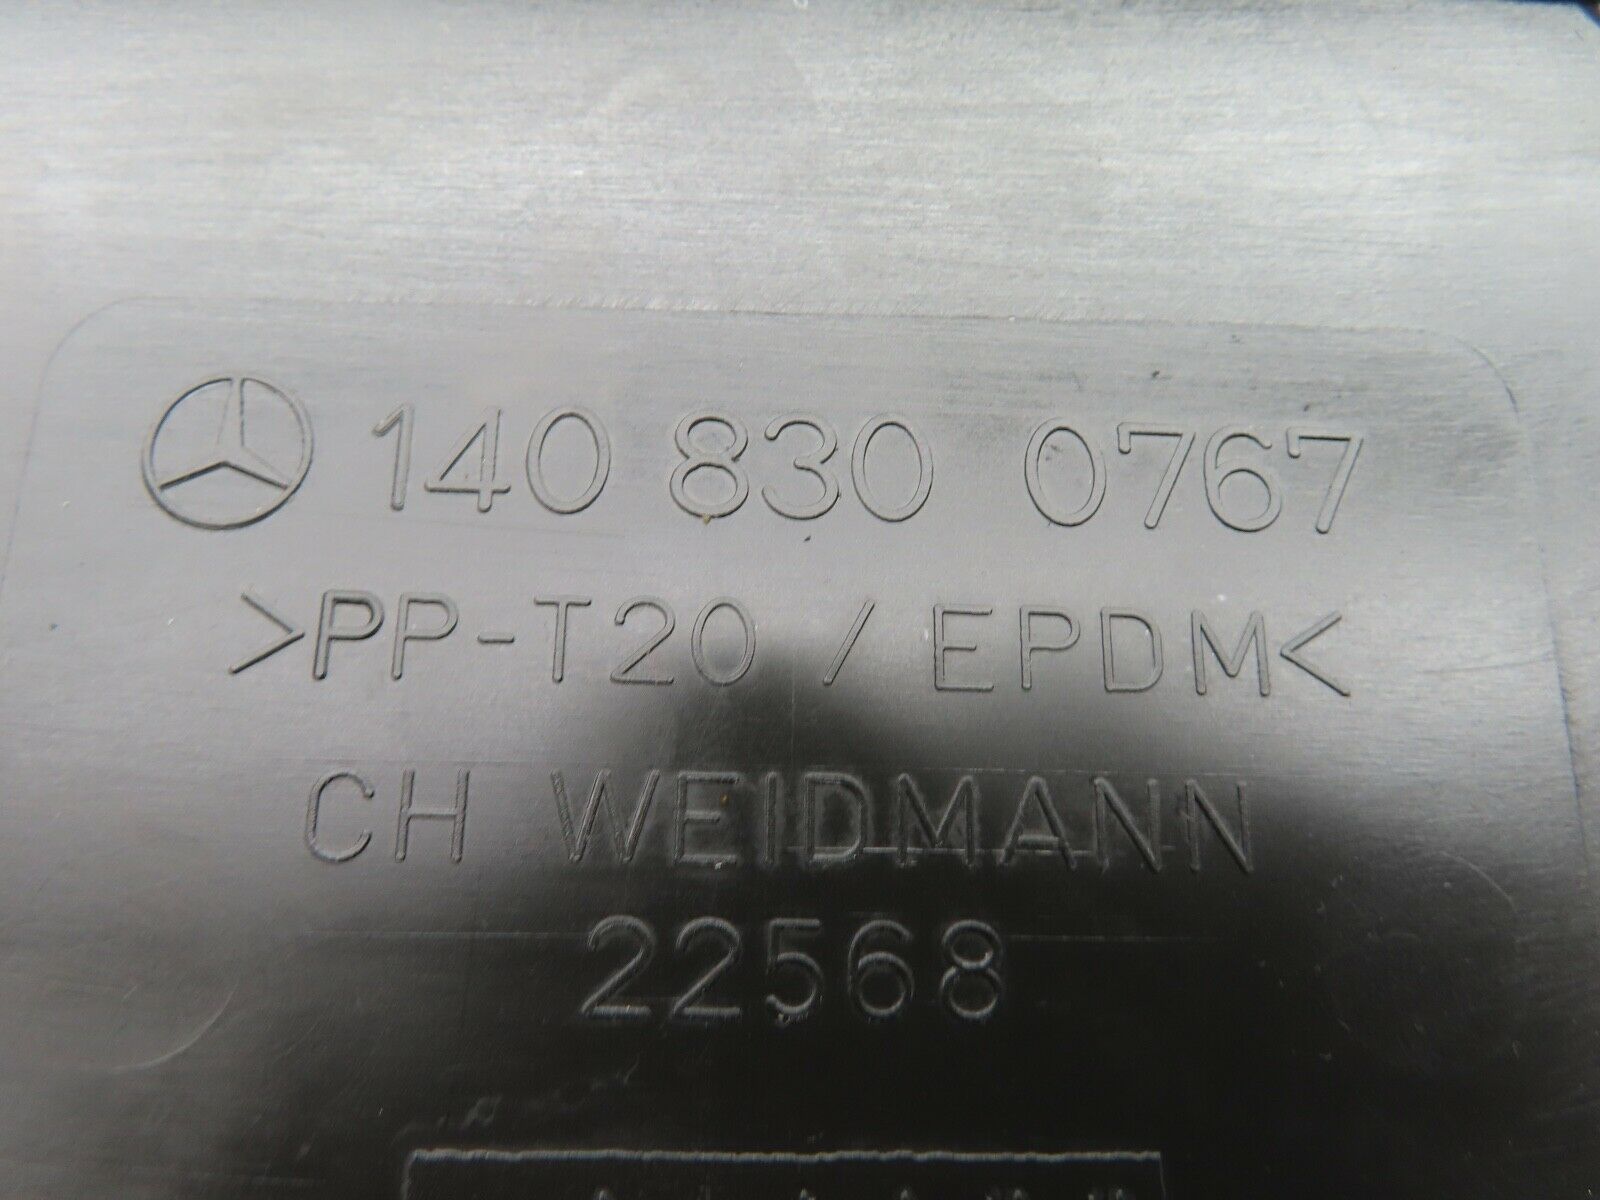 140 830 0767
>PP-T20 / EPDM<
CH WEIDMANN
22568